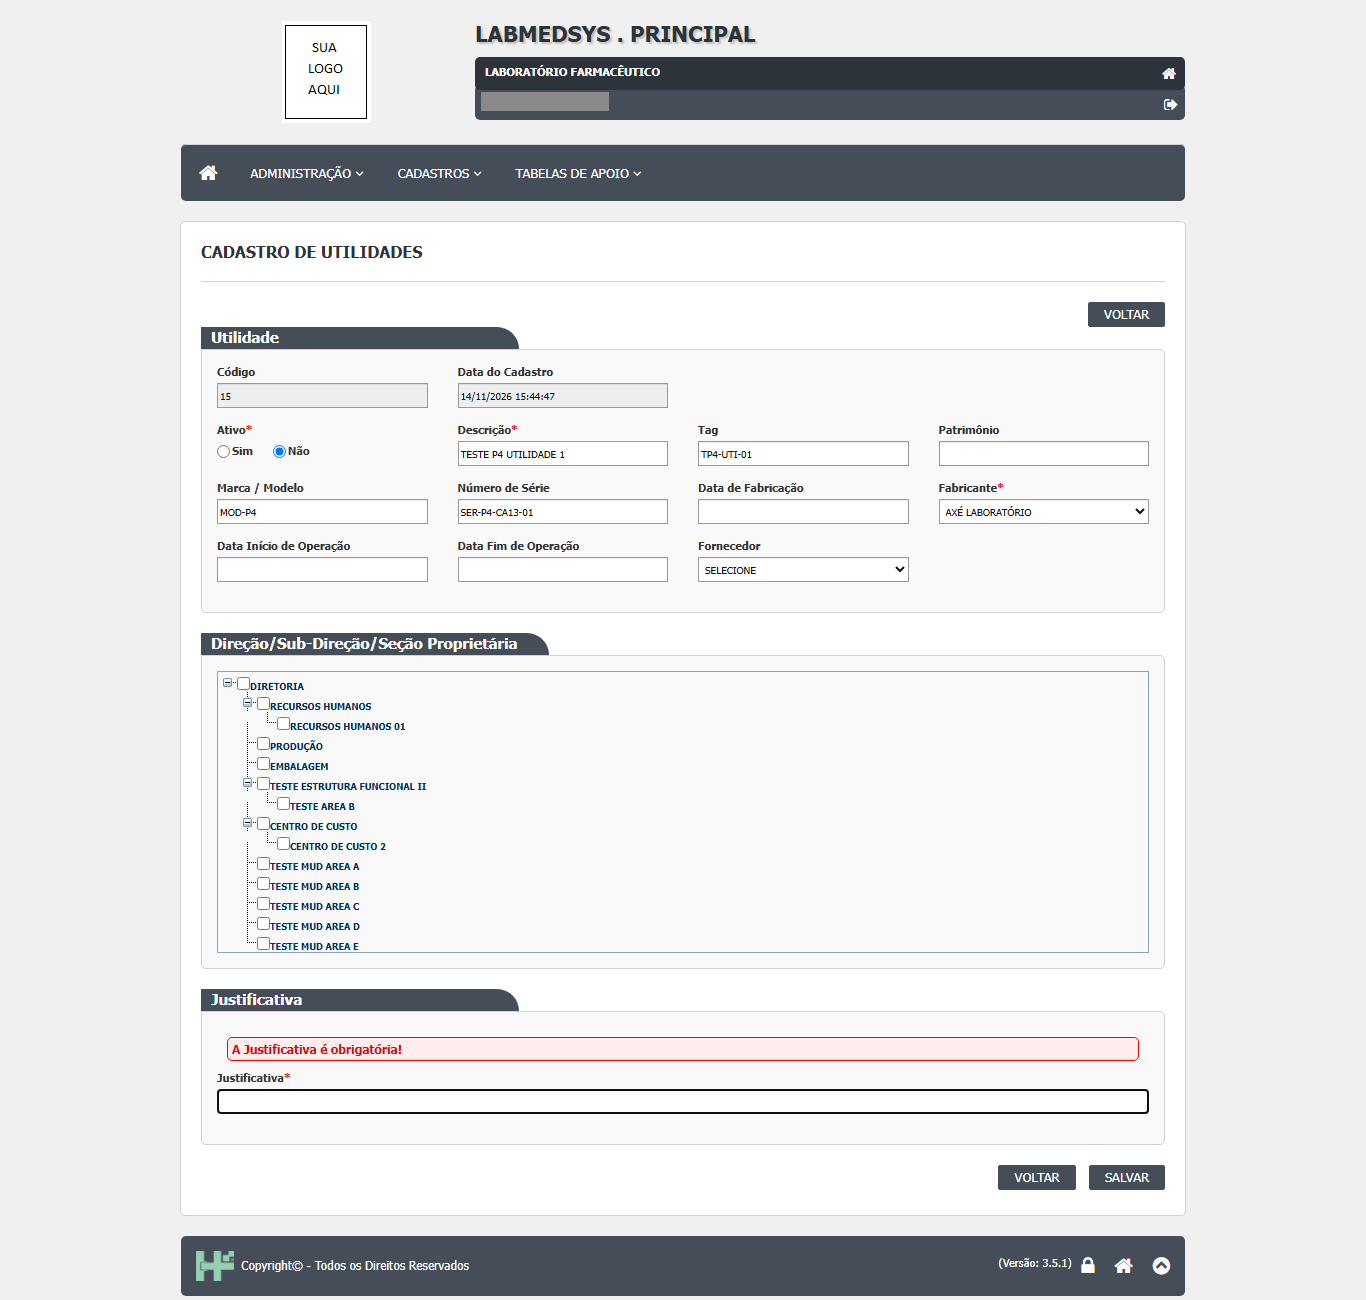 SUA
LOGO
AQUI
LABMEDSYS . PRINCIPAL
LABORATÓRIO FARMACÊUTICO
ADMINISTRAÇÃO CADASTROS TABELAS DE APOIO
CADASTRO DE UTILIDADES
VOLTAR
Utilidade
Código Data do Cadastro
15 14/11/2026 15:44:47
Ativo* Descrição* Tag Patrimônio
Sim Não TESTE P4 UTILIDADE 1 TP4-UTI-01
Marca / Modelo Número de Série Data de Fabricação Fabricante*
MOD-P4 SER-P4-CA13-01 AXÉ LABORATÓRIO
Data Início de Operação Data Fim de Operação Fornecedor
SELECIONE
Direção/Sub-Direção/Seção Proprietária
DIRETORIA
RECURSOS HUMANOS
RECURSOS HUMANOS 01
PRODUÇÃO
EMBALAGEM
TESTE ESTRUTURA FUNCIONAL II
TESTE AREA B
CENTRO DE CUSTO
CENTRO DE CUSTO 2
TESTE MUD AREA A
TESTE MUD AREA B
TESTE MUD AREA C
TESTE MUD AREA D
TESTE MUD AREA E
Justificativa
A Justificativa é obrigatória!
Justificativa*
VOLTAR SALVAR
Copyright© - Todos os Direitos Reservados (Versão: 3.5.1)